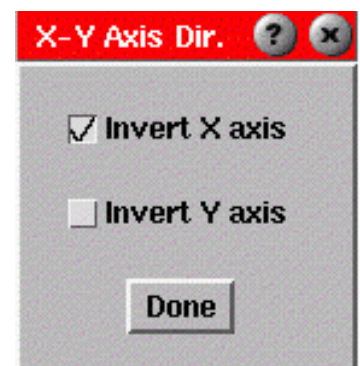 X-Y Axis Dir. ? x
Invert X axis
Invert Y axis
Done